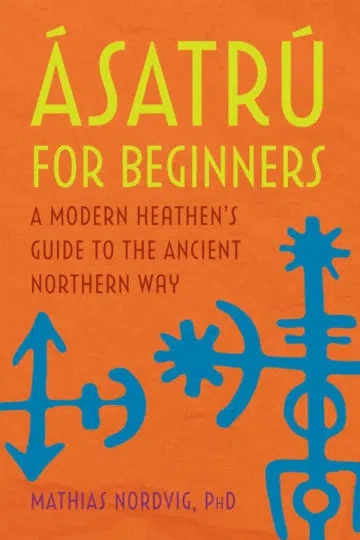 ÁSATRÚ
FOR BEGINNERS
A MODERN HEATHEN'S
GUIDE TO THE ANCIENT
NORTHERN WAY
MATHIAS NORDVIG, PHD